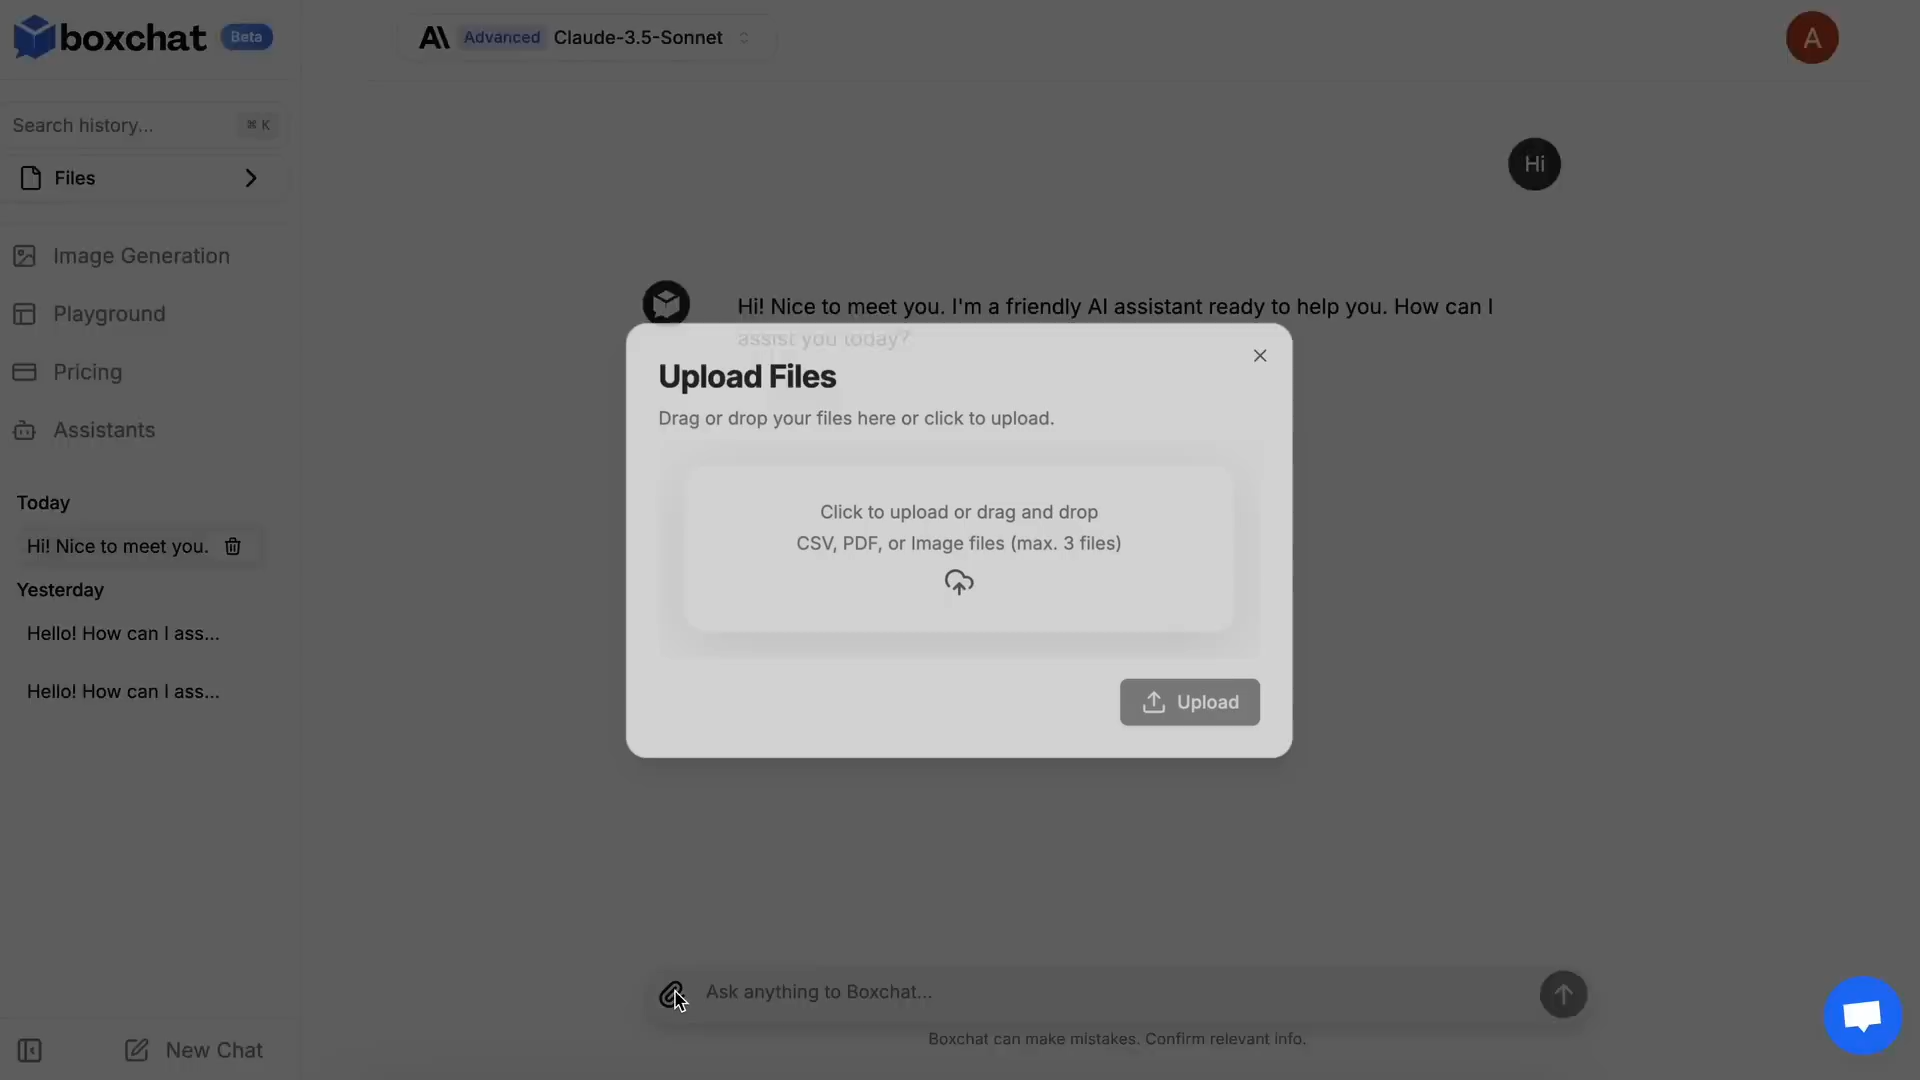 boxchat Beta
Advanced Claude-3.5-Sonnet
A
Search history...
⌘ K
Files
Image Generation
Playground
Pricing
Assistants
Today
Hi! Nice to meet you.
Yesterday
Hello! How can I ass...
Hello! How can I ass...
New Chat
Hi
Hi! Nice to meet you. I'm a friendly AI assistant ready to help you. How can I
assist you today?
Upload Files
Drag or drop your files here or click to upload.
Click to upload or drag and drop
CSV, PDF, or Image files (max. 3 files)
Upload
Ask anything to Boxchat...
Boxchat can make mistakes. Confirm relevant info.